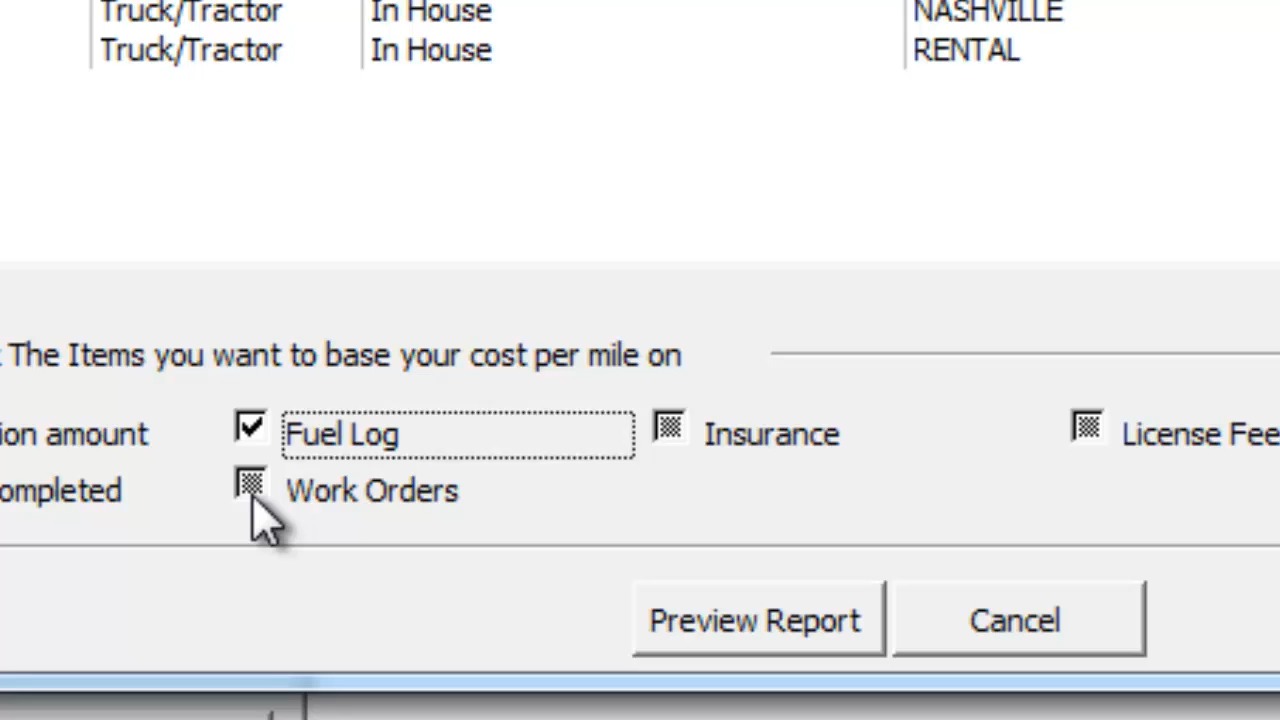 Truck/Tractor In House NASHVILLE
Truck/Tractor In House RENTAL
The Items you want to base your cost per mile on
ion amount Fuel Log Insurance License Fee
ompleted Work Orders
Preview Report Cancel